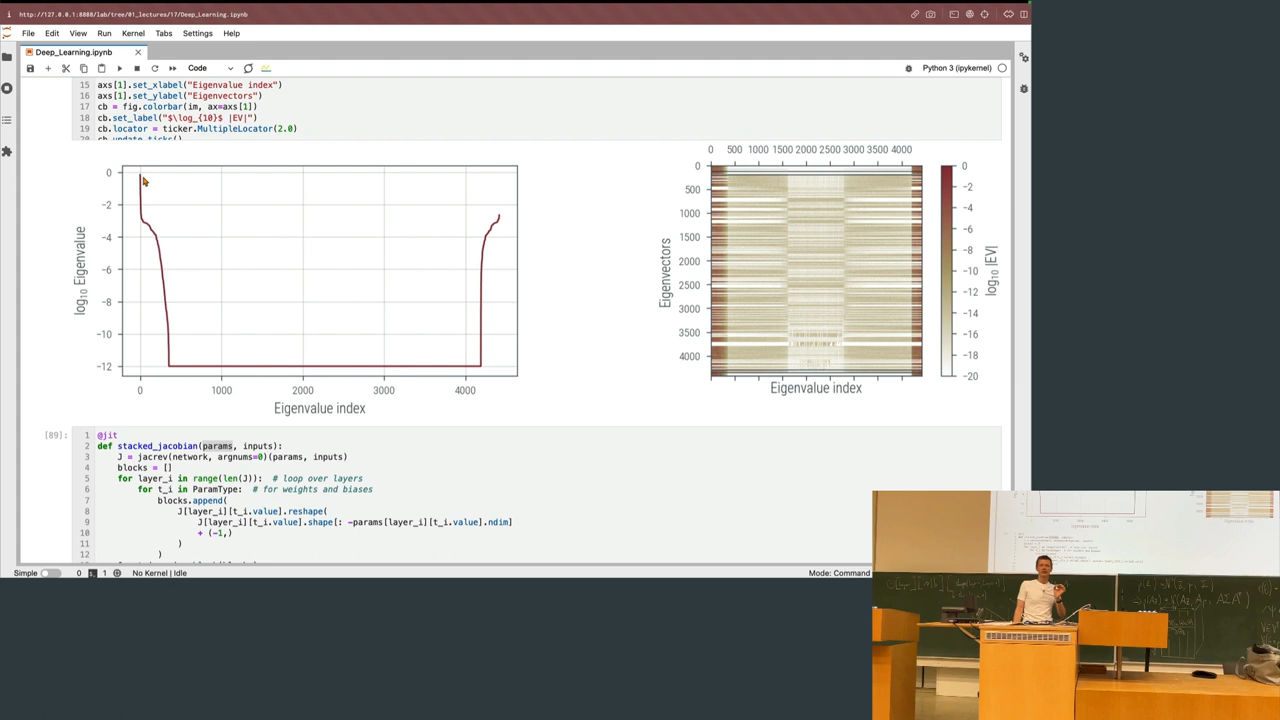 http://127.0.0.1:8888/lab/tree/01_lectures/17/Deep_Learning.ipynb
File Edit View Run Kernel Tabs Settings Help
Deep_Learning.ipynb
Code
Python 3 (ipykernel)
15 axs[1].set_xlabel("Eigenvalue index")
16 axs[1].set_ylabel("Eigenvectors")
17 cb = fig.colorbar(im, ax=axs[1])
18 cb.set_label("$\log_{10}$ |EV|")
19 cb.locator = ticker.MultipleLocator(2.0)
20 cb.update_ticks()
0
−2
−4
−6
−8
−10
−12
log10 Eigenvalue
0 1000 2000 3000 4000
Eigenvalue index
0 500 1000 1500 2000 2500 3000 3500 4000
0
500
1000
1500
2000
2500
3000
3500
4000
Eigenvectors
Eigenvalue index
0
−2
−4
−6
−8
−10
−12
−14
−16
−18
−20
log10 |EV|
[89]:
1 @jit
2 def stacked_jacobian(params, inputs):
3 J = jacrev(network, argnums=0)(params, inputs)
4 blocks = []
5 for layer_i in range(len(J)): # loop over layers
6 for t_i in ParamType: # for weights and biases
7 blocks.append(
8 J[layer_i][t_i.value].reshape(
9 J[layer_i][t_i.value].shape[: -params[layer_i][t_i.value].ndim]
10 + (-1,)
11 )
12 )
Simple 0 1 No Kernel | Idle Mode: Command